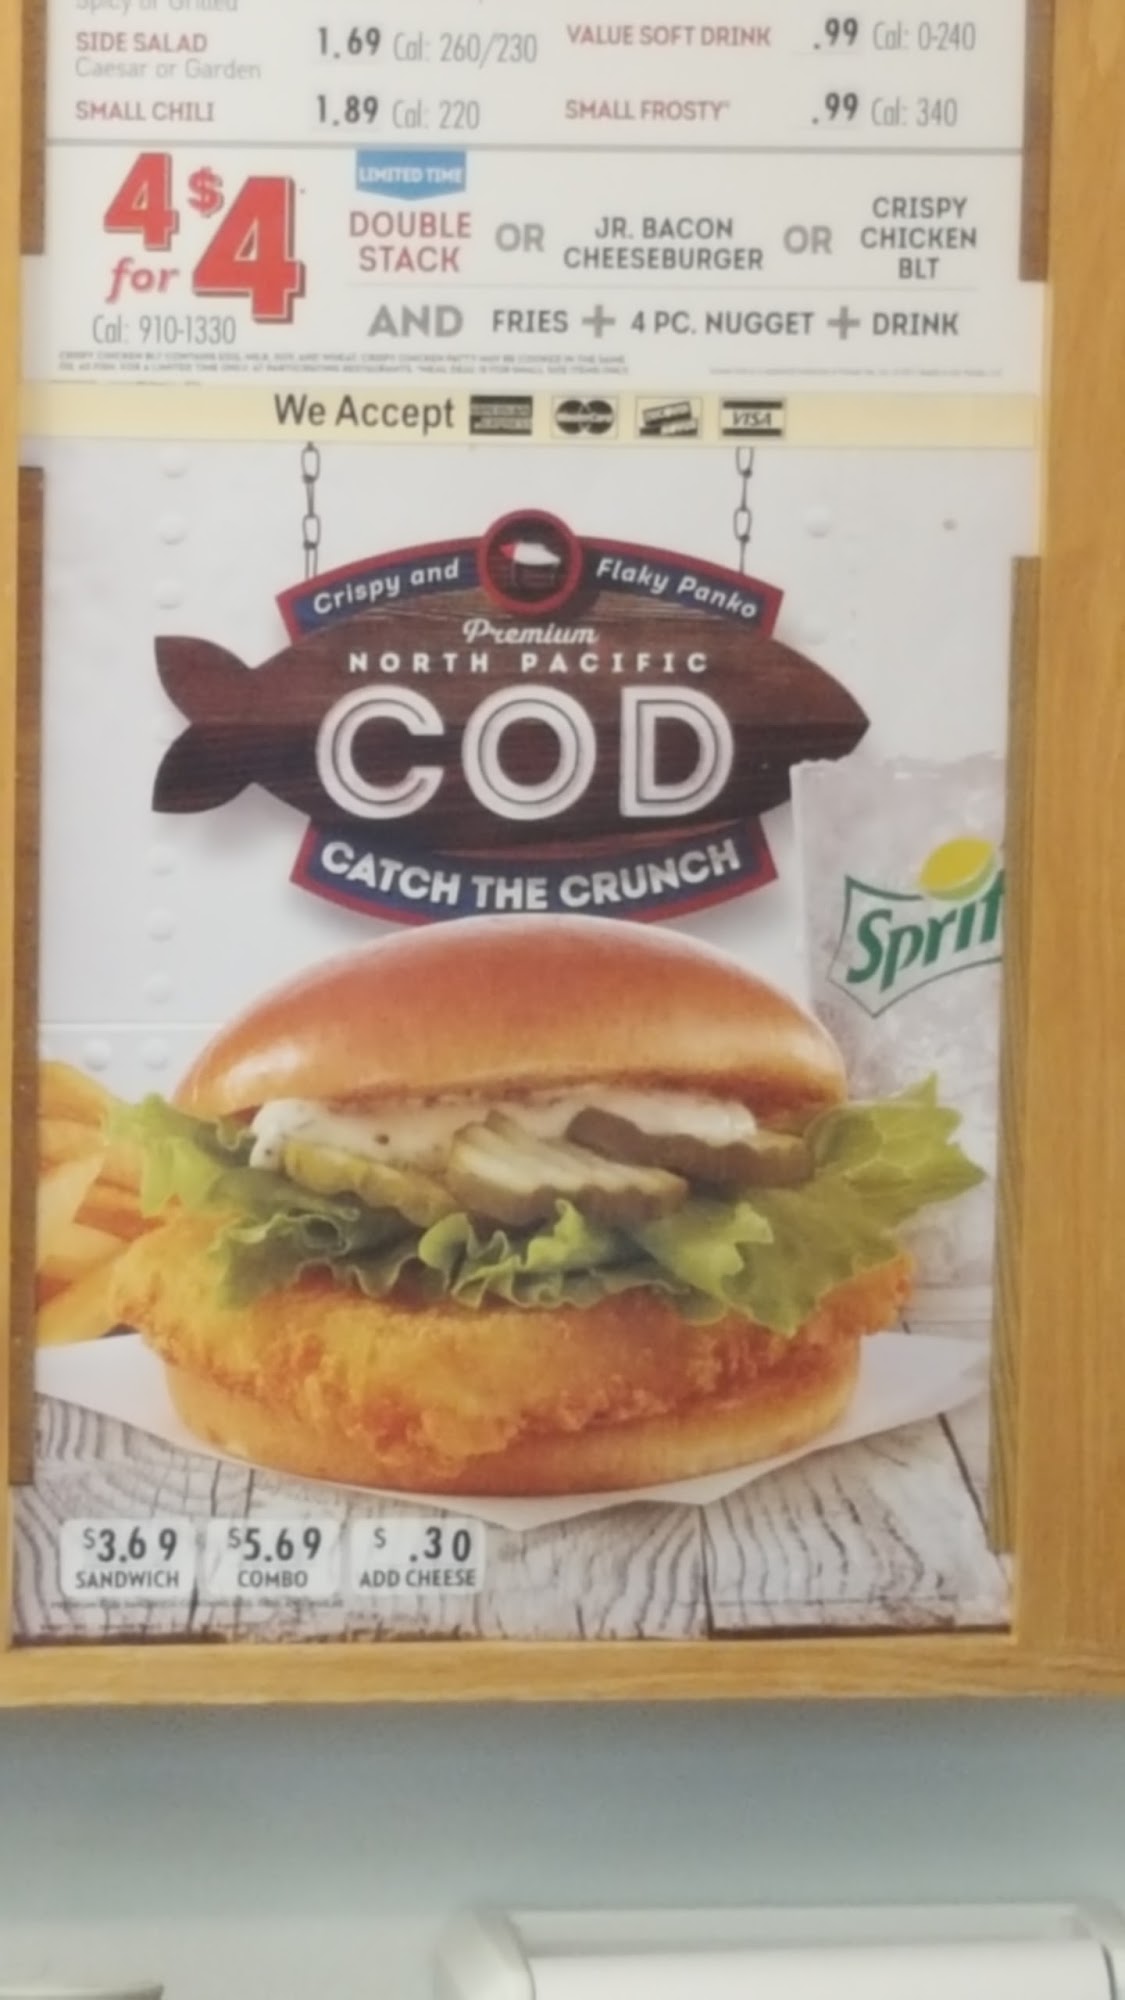 SIDE SALAD 1.69 Cal: 260/230 VALUE SOFT DRINK .99 Cal: 0-240
Caesar or Garden
SMALL CHILI 1.89 Cal: 220 SMALL FROSTY .99 Cal: 340
4 for $4
Cal: 910-1330
LIMITED TIME
DOUBLE STACK OR JR. BACON CHEESEBURGER OR CRISPY CHICKEN BLT
AND FRIES + 4 PC. NUGGET + DRINK
We Accept VISA
Crispy and Flaky Panko
Premium
NORTH PACIFIC
COD
CATCH THE CRUNCH
Sprit
$3.69 $5.69 $ .30
SANDWICH COMBO ADD CHEESE